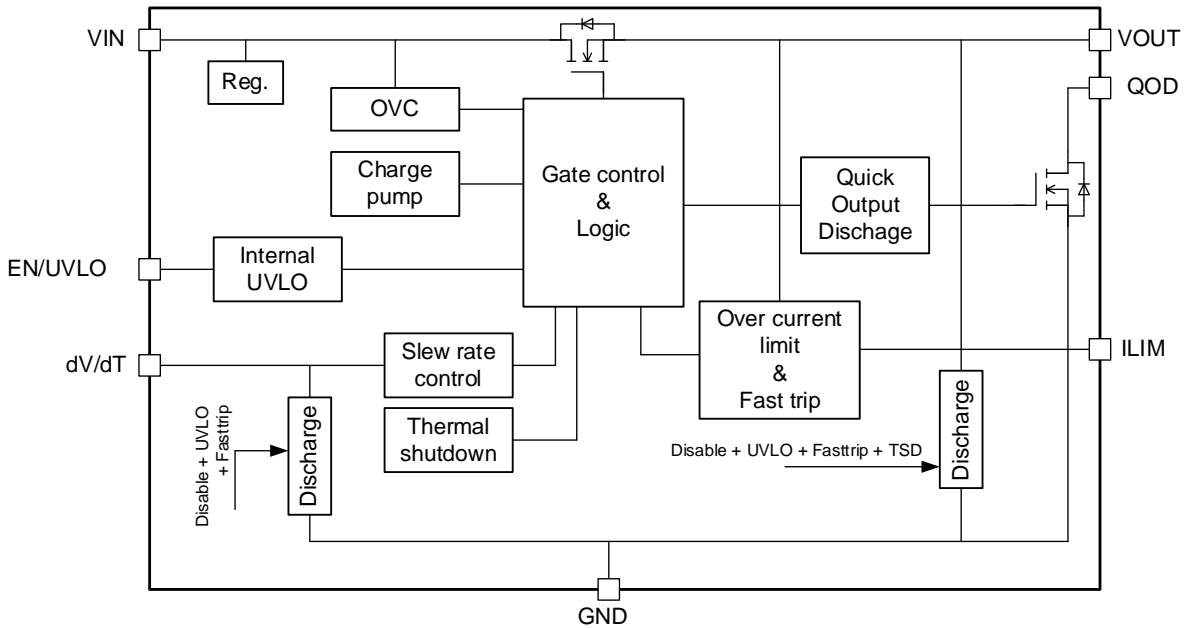 VIN
VOUT
Reg.
OVC
QOD
Charge
pump
Gate control
&
Logic
Quick
Output
Dischage
EN/UVLO
Internal
UVLO
dV/dT
Slew rate
control
Over current
limit
&
Fast trip
ILIM
Thermal
shutdown
Disable + UVLO
+ Fasttrip
Discharge
Disable + UVLO + Fasttrip + TSD
Discharge
GND